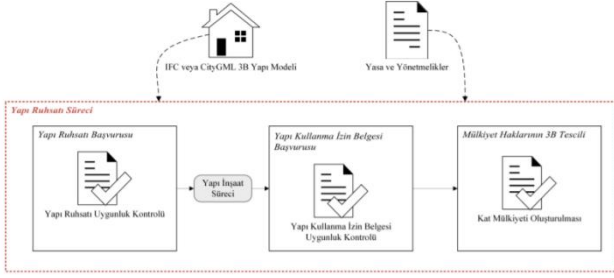 IFC veya CityGML 3B Yapı Modeli
Yasa ve Yönetmelikler
Yapı Ruhsatı Süreci
Yapı Ruhsatı Başvurusu
Yapı Ruhsatı Uygunluk Kontrolü
Yapı İnşaat
Süreci
Yapı Kullanma İzin Belgesi
Başvurusu
Yapı Kullanma İzin Belgesi
Uygunluk Kontrolü
Mülkiyet Haklarının 3B Tescili
Kat Mülkiyeti Oluşturulması